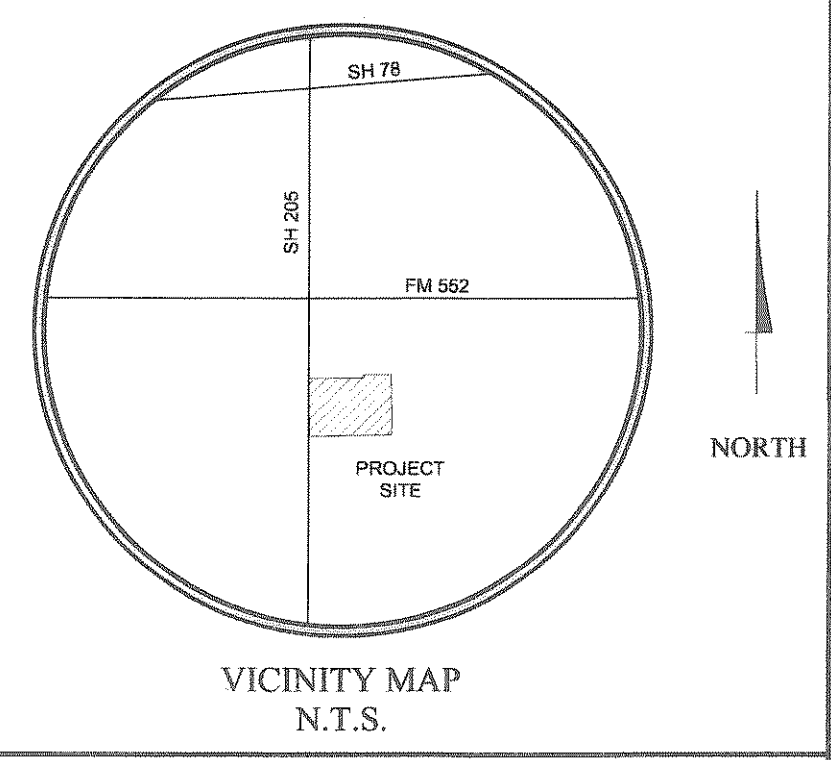 SH 78
SH 205
FM 552
PROJECT
SITE
NORTH
VICINITY MAP
N.T.S.